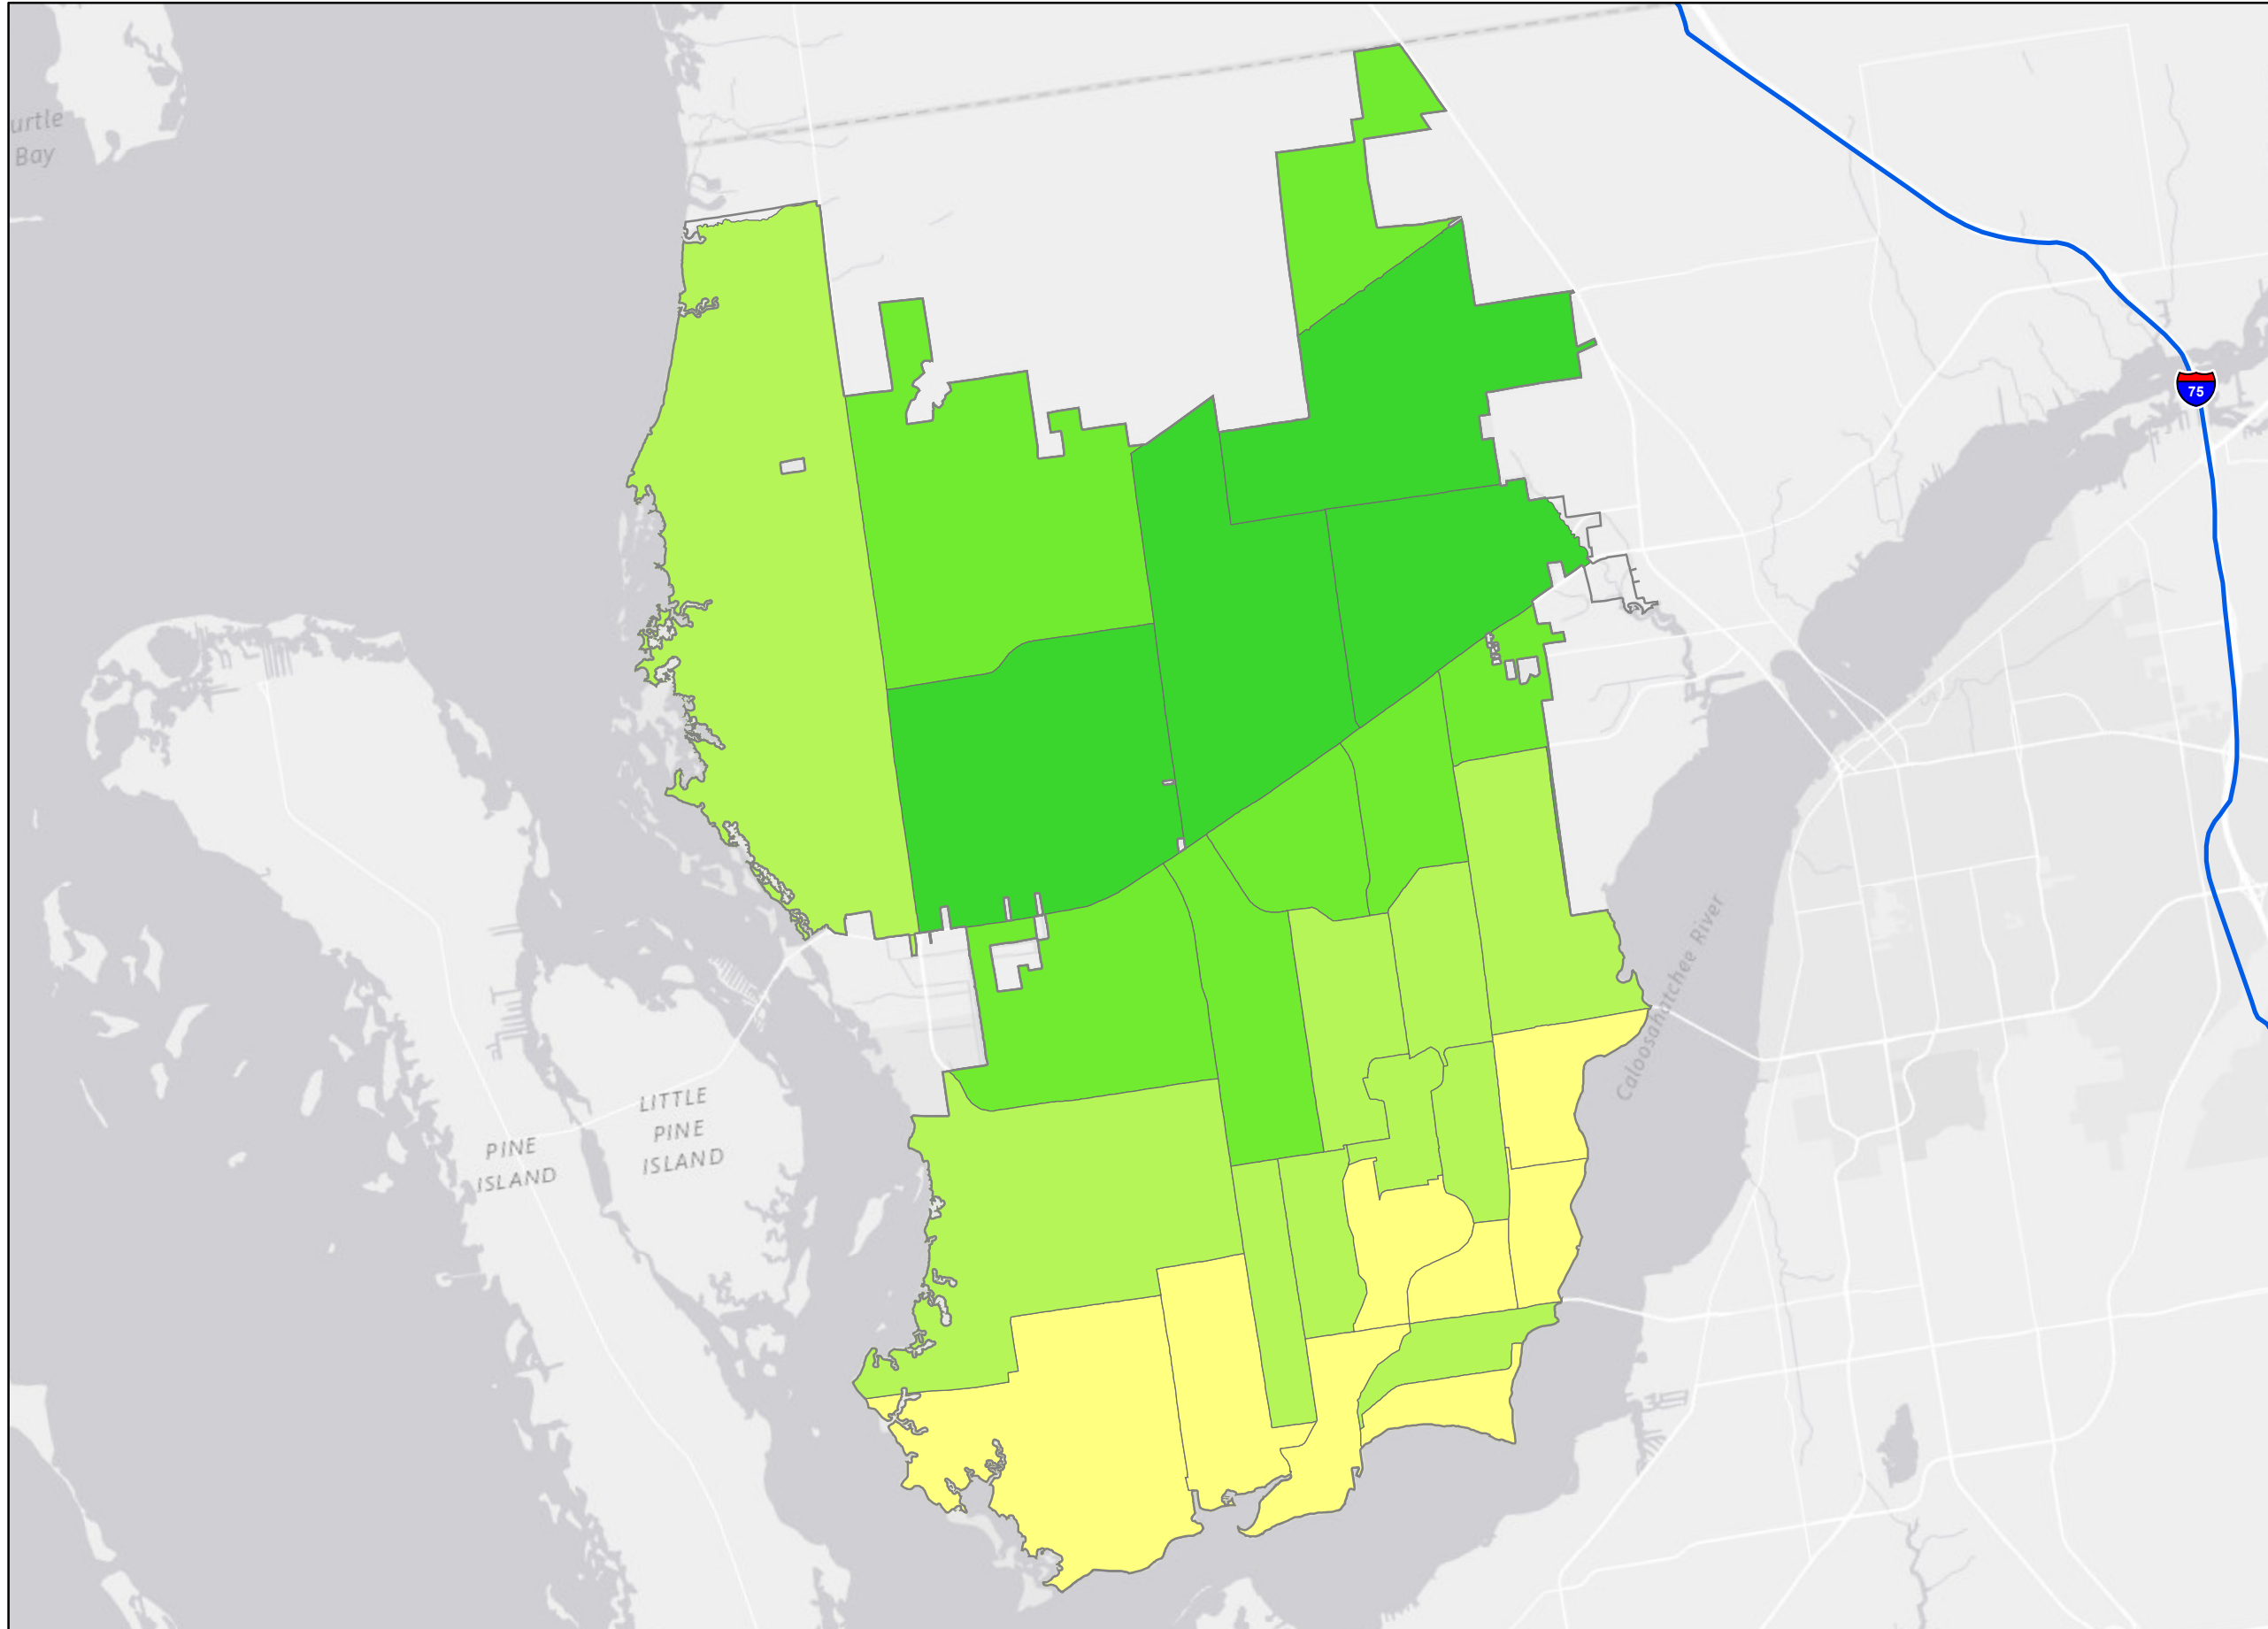 urtle
Bay
75
Caloosahatchee River
LITTLE
PINE
ISLAND
PINE
ISLAND